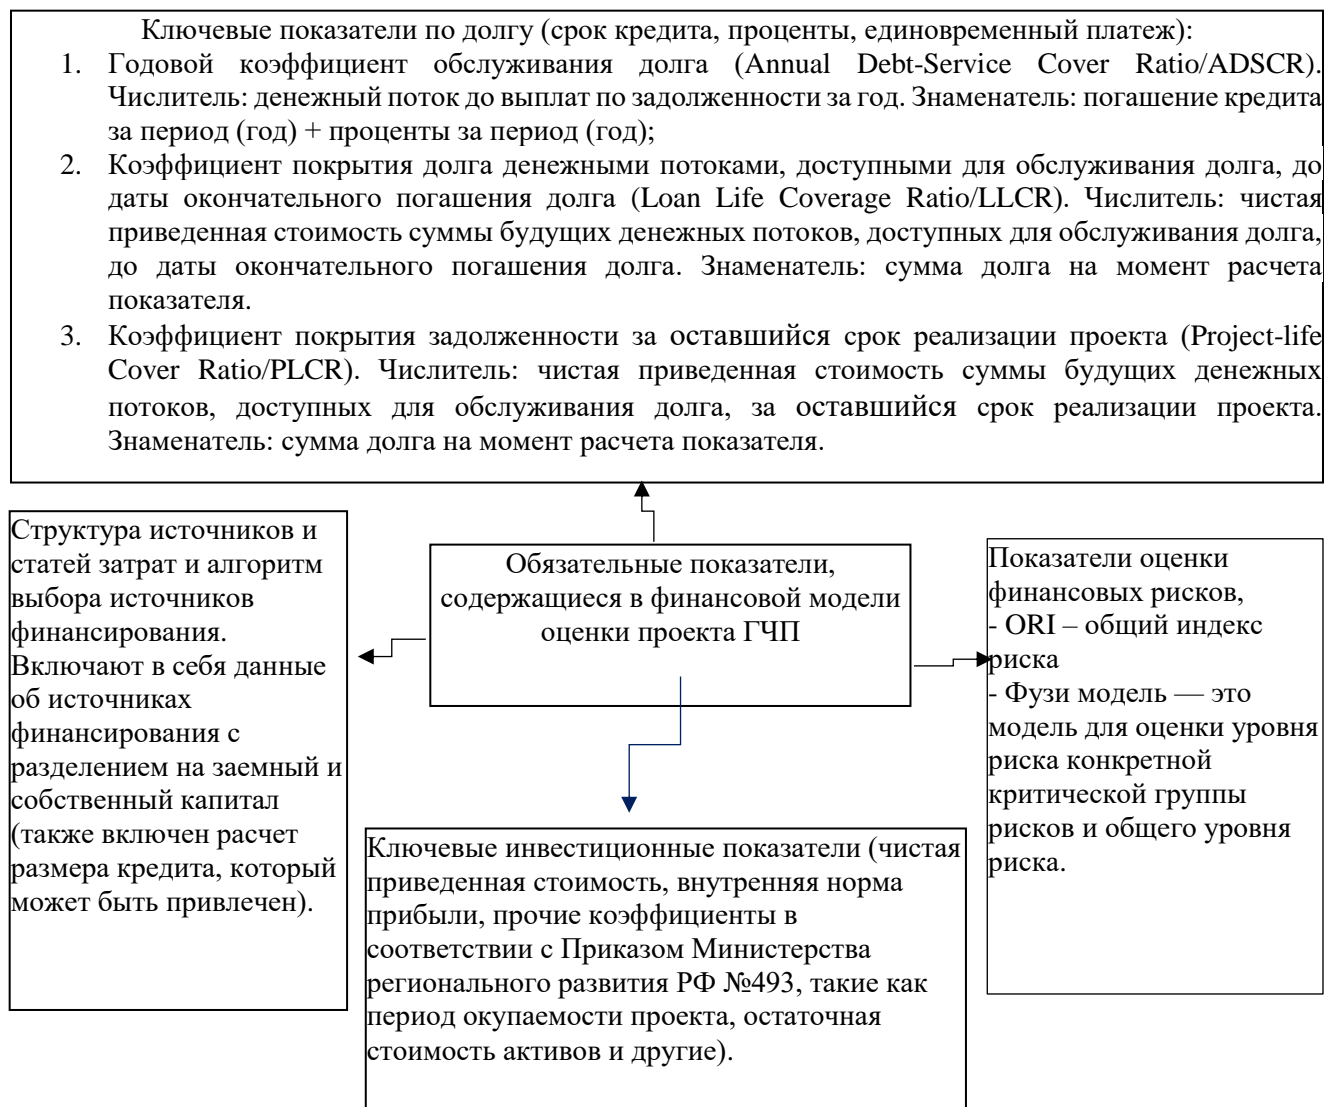 Ключевые показатели по долгу (срок кредита, проценты, единовременный платеж):
1. Годовой коэффициент обслуживания долга (Annual Debt-Service Cover Ratio/ADSCR).
Числитель: денежный поток до выплат по задолженности за год. Знаменатель: погашение кредита
за период (год) + проценты за период (год);
2. Коэффициент покрытия долга денежными потоками, доступными для обслуживания долга, до
даты окончательного погашения долга (Loan Life Coverage Ratio/LLCR). Числитель: чистая
приведенная стоимость суммы будущих денежных потоков, доступных для обслуживания долга,
до даты окончательного погашения долга. Знаменатель: сумма долга на момент расчета
показателя.
3. Коэффициент покрытия задолженности за оставшийся срок реализации проекта (Project-life
Cover Ratio/PLCR). Числитель: чистая приведенная стоимость суммы будущих денежных
потоков, доступных для обслуживания долга, за оставшийся срок реализации проекта.
Знаменатель: сумма долга на момент расчета показателя.
Структура источников и
статей затрат и алгоритм
выбора источников
финансирования.
Включают в себя данные
об источниках
финансирования с
разделением на заемный и
собственный капитал
(также включен расчет
размера кредита, который
может быть привлечен).
Обязательные показатели,
содержащиеся в финансовой модели
оценки проекта ГЧП
Показатели оценки
финансовых рисков,
- ORI – общий индекс
риска
- Фузи модель — это
модель для оценки уровня
риска конкретной
критической группы
рисков и общего уровня
риска.
Ключевые инвестиционные показатели (чистая
приведенная стоимость, внутренняя норма
прибыли, прочие коэффициенты в
соответствии с Приказом Министерства
регионального развития РФ №493, такие как
период окупаемости проекта, остаточная
стоимость активов и другие).